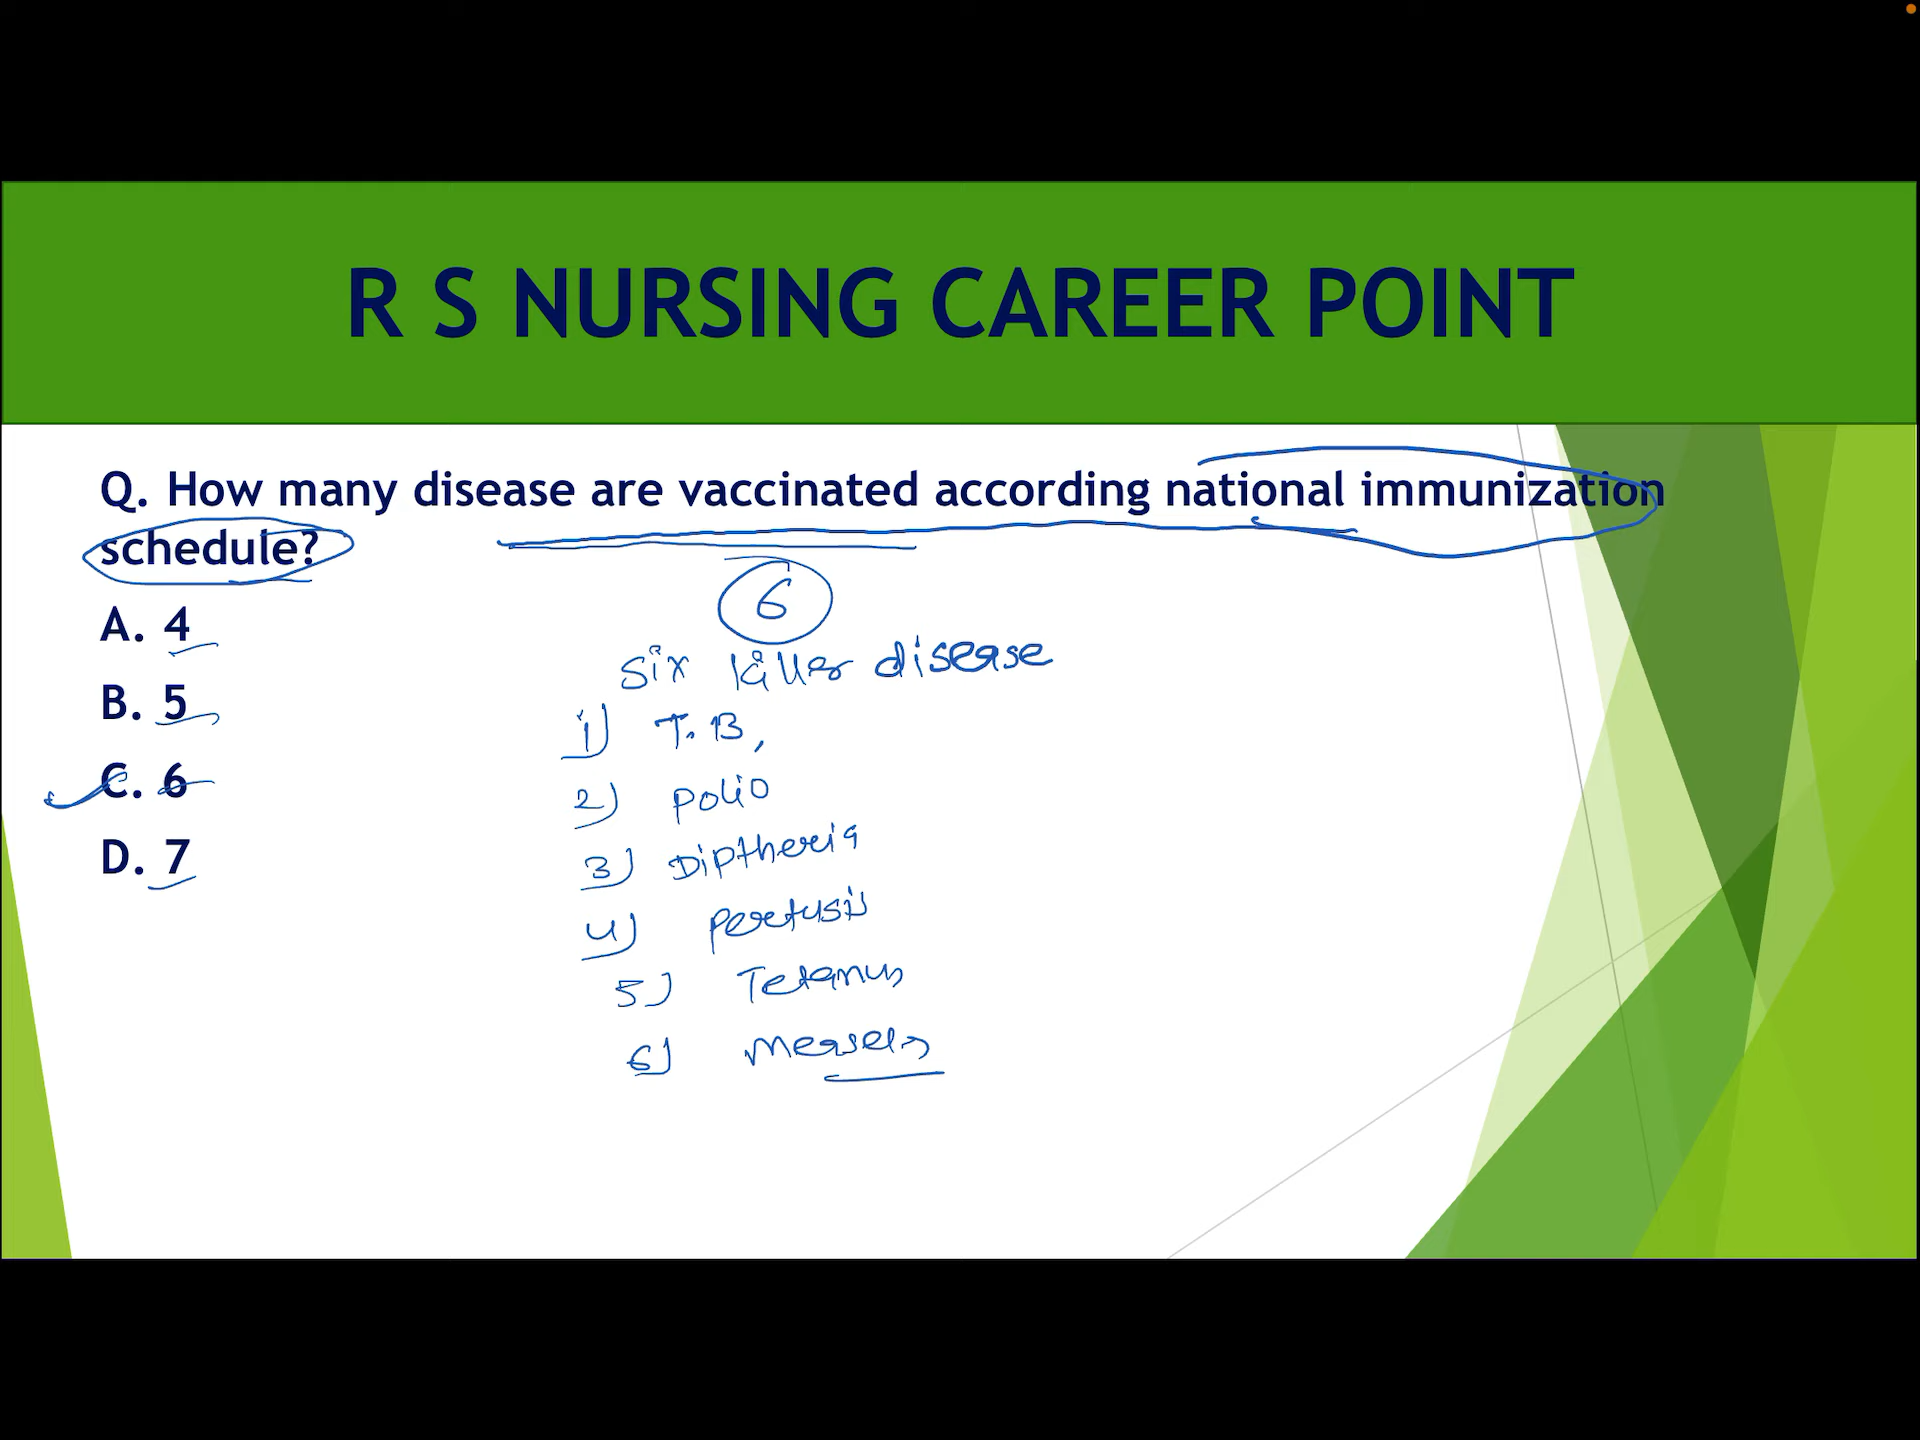 R S NURSING CAREER POINT
Q. How many disease are vaccinated according national immunization
schedule?
6
A. 4
six killer disease
1) T.B,
B. 5
2) polio
C. 6
3) Diptheria
D. 7
4) Pertusis
5) Tetanus
6) Mersels